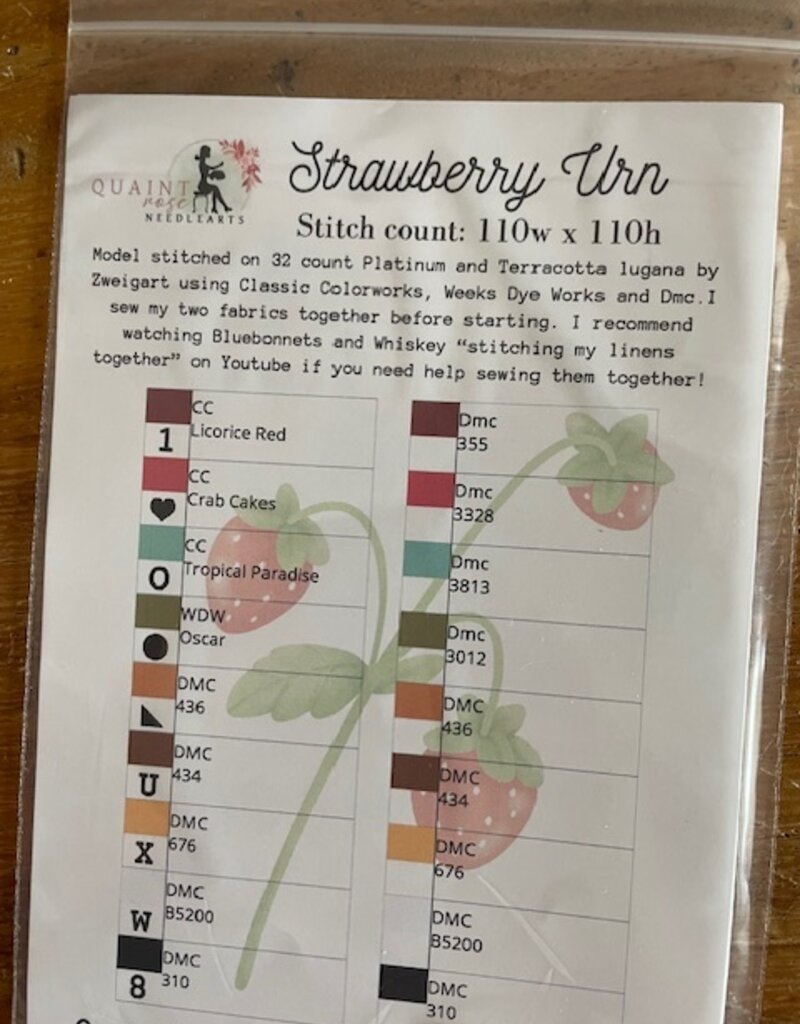 QUAINT
rose
NEEDLEARTS
Strawberry Urn
Stitch count: 110w x 110h
Model stitched on 32 count Platinum and Terracotta lugana by
Zweigart using Classic Colorworks, Weeks Dye Works and Dmc.I
sew my two fabrics together before starting. I recommend
watching Bluebonnets and Whiskey “stitching my linens
together” on Youtube if you need help sewing them together!
CC
1 Licorice Red
CC
♥ Crab Cakes
CC
O Tropical Paradise
WDW
● Oscar
DMC
◣ 436
DMC
U 434
DMC
X 676
DMC
W B5200
DMC
8 310
Dmc
355
Dmc
3328
Dmc
3813
Dmc
3012
DMC
436
DMC
434
DMC
676
DMC
B5200
DMC
310